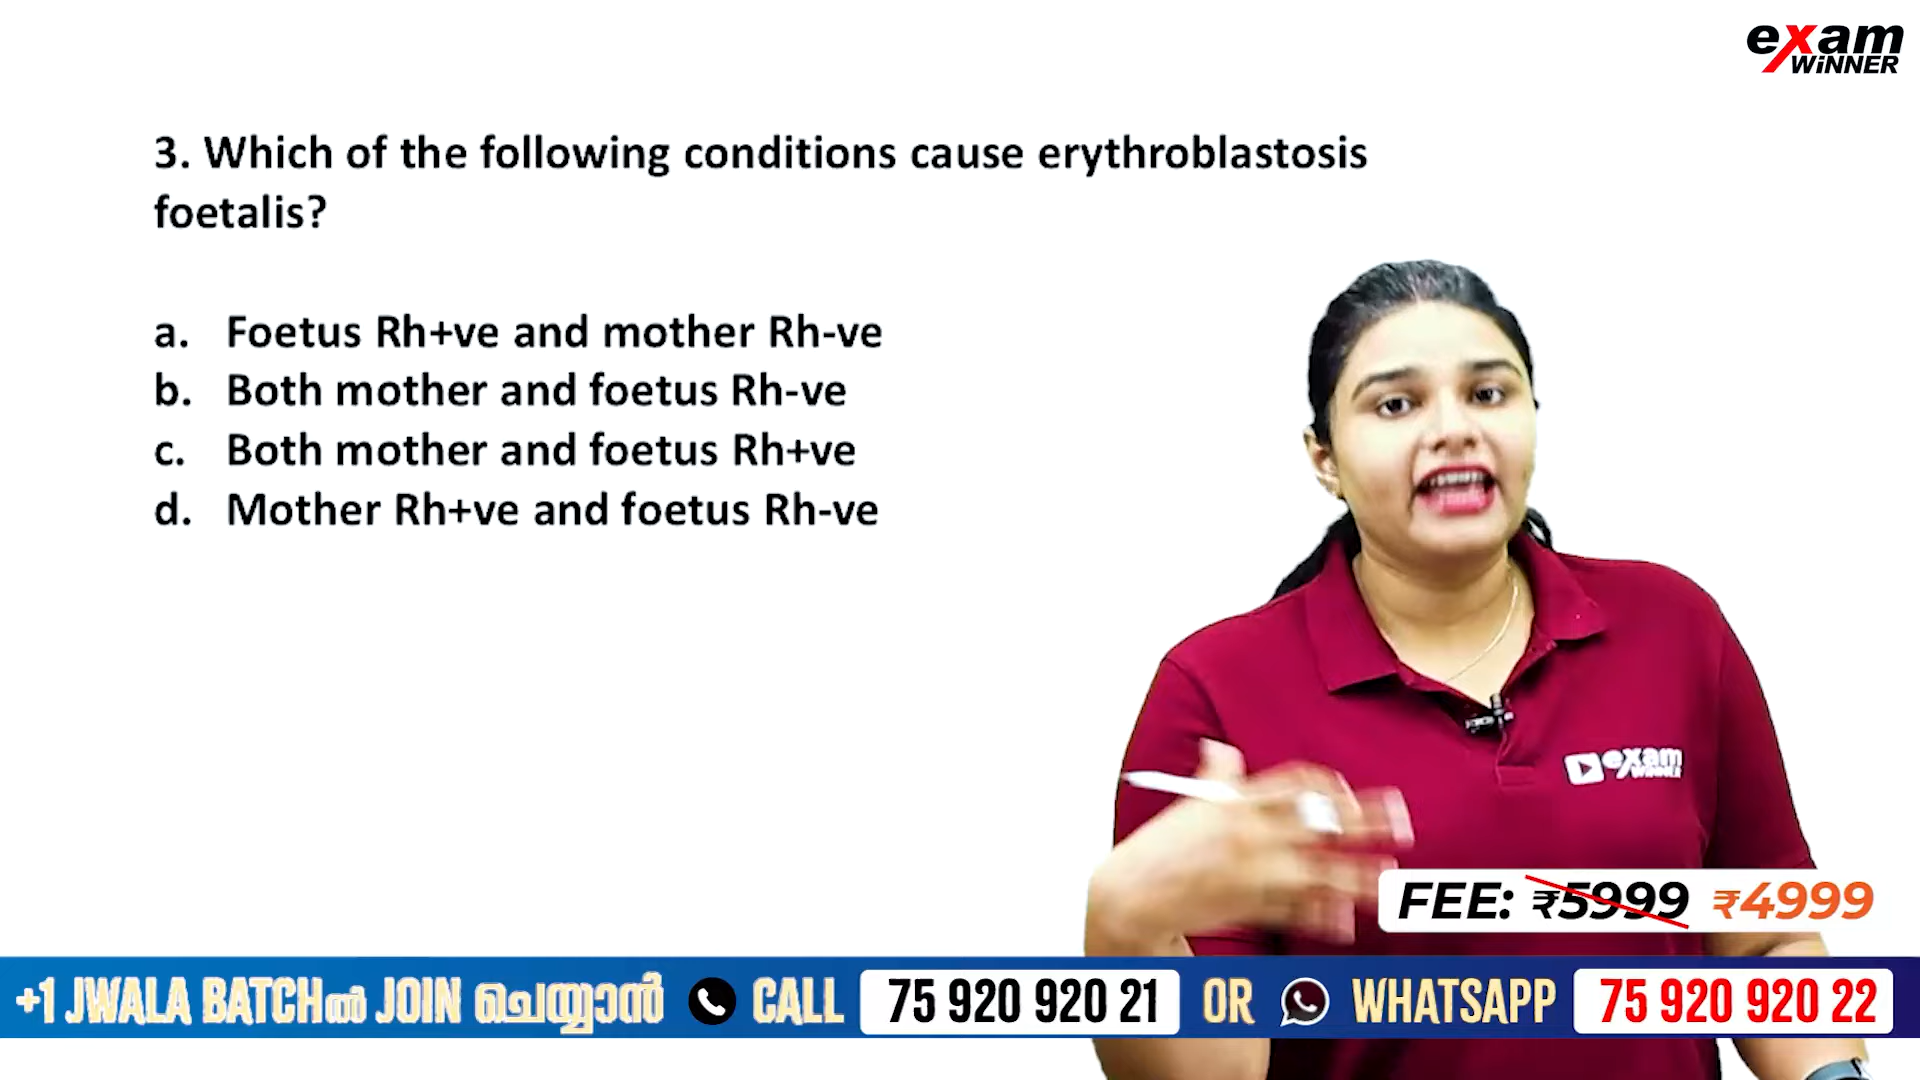 exam
WiNNER
3. Which of the following conditions cause erythroblastosis
foetalis?
a. Foetus Rh+ve and mother Rh-ve
b. Both mother and foetus Rh-ve
c. Both mother and foetus Rh+ve
d. Mother Rh+ve and foetus Rh-ve
exam
WiNNER
FEE: ₹5999 ₹4999
+1 JWALA BATCHൽ JOIN ചെയ്യാൻ CALL 75 920 920 21 OR WHATSAPP 75 920 920 22